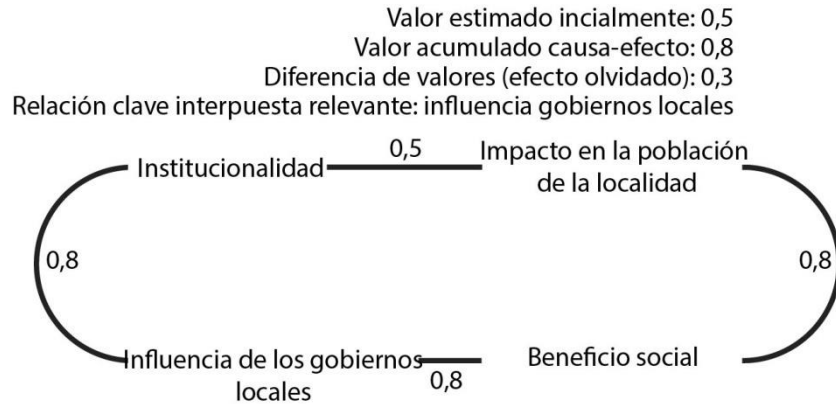 Valor estimado incialmente: 0,5
Valor acumulado causa-efecto: 0,8
Diferencia de valores (efecto olvidado): 0,3
Relación clave interpuesta relevante: influencia gobiernos locales
0,5
Institucionalidad
Impacto en la población
de la localidad
0,8
0,8
Influencia de los gobiernos
locales
0,8
Beneficio social